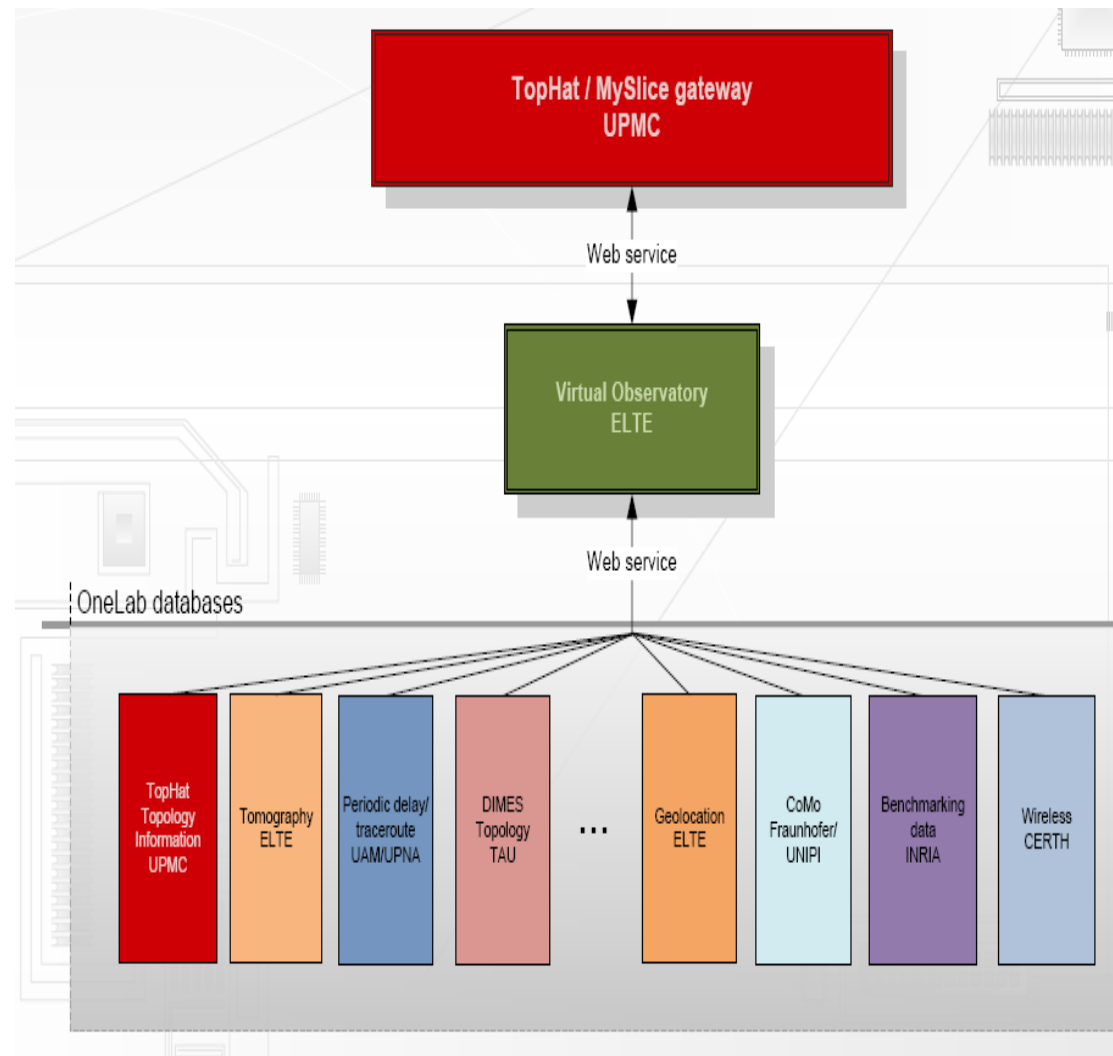 TopHat / MySlice gateway
UPMC
Web service
Virtual Observatory
ELTE
Web service
OneLab databases
TopHat
Topology
Information
UPMC
Tomography
ELTE
Periodic delay/
traceroute
UAM/UPNA
DIMES
Topology
TAU
...
Geolocation
ELTE
CoMo
Fraunhofer/
UNIPI
Benchmarking
data
INRIA
Wireless
CERTH